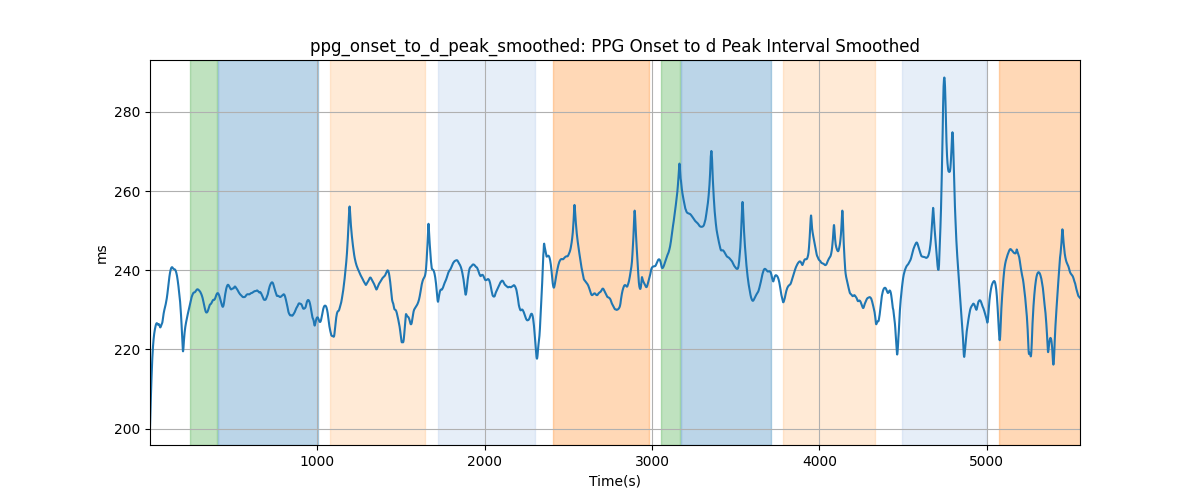 ppg_onset_to_d_peak_smoothed: PPG Onset to d Peak Interval Smoothed
280
260
240
220
200
ms
1000 2000 3000 4000 5000
Time(s)